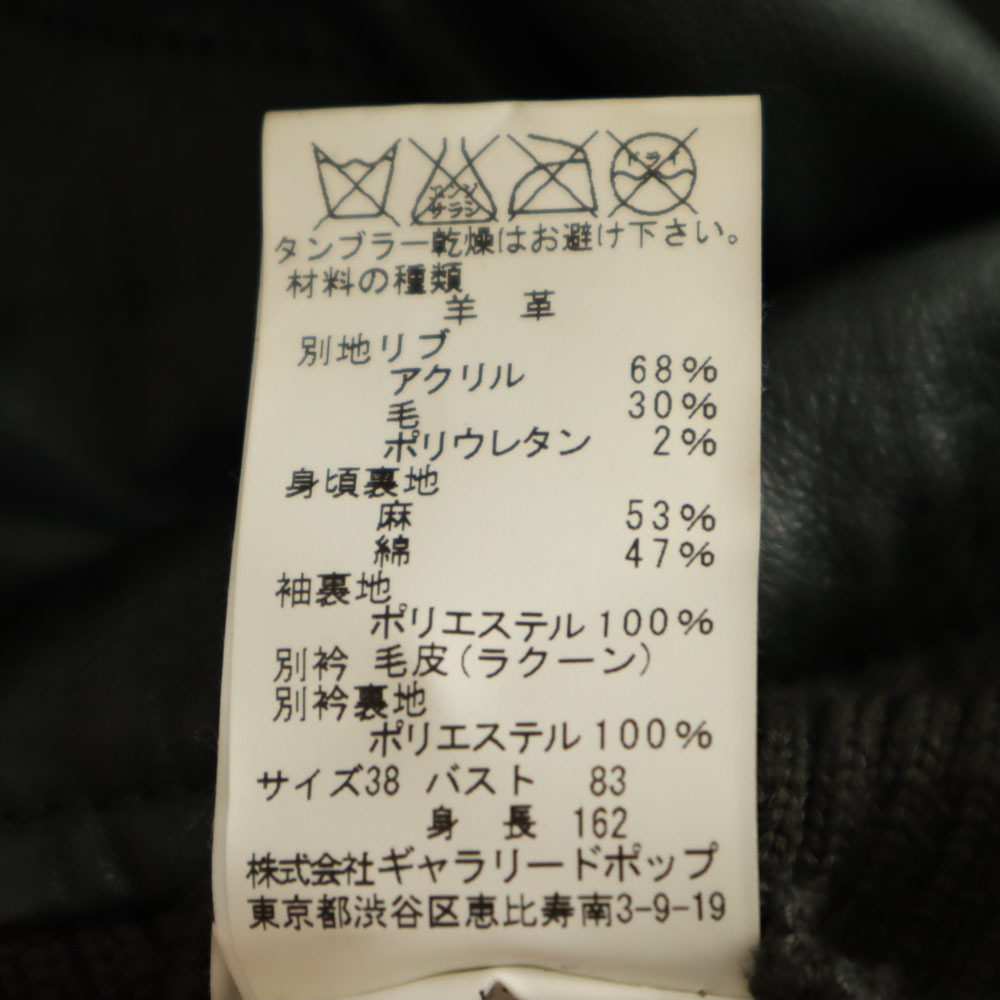 エンソ サラシ ドライ
タンブラー乾燥はお避け下さい。
材料の種類
羊 革
別地リブ
アクリル 68%
毛 30%
ポリウレタン 2%
身頃裏地
麻 53%
綿 47%
袖裏地
ポリエステル 100%
別衿 毛皮(ラクーン)
別衿裏地
ポリエステル 100%
サイズ38 バスト 83
身 長 162
株式会社ギャラリードポップ
東京都渋谷区恵比寿南3-9-19